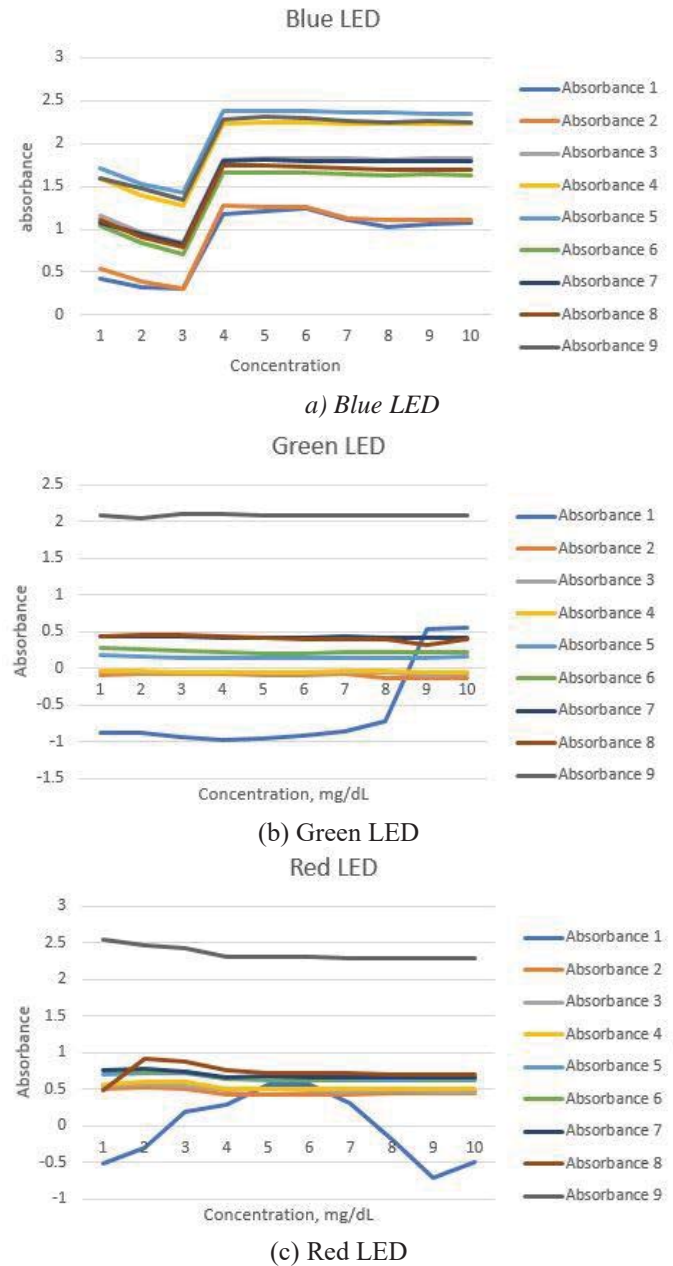 Blue LED
3
2.5
2
1.5
1
0.5
0
absorbance
1 2 3 4 5 6 7 8 9 10
Concentration
Absorbance 1
Absorbance 2
Absorbance 3
Absorbance 4
Absorbance 5
Absorbance 6
Absorbance 7
Absorbance 8
Absorbance 9
a) Blue LED
Green LED
2.5
2
1.5
1
0.5
0
-0.5
-1
-1.5
Absorbance
1 2 3 4 5 6 7 8 9 10
Concentration, mg/dL
Absorbance 1
Absorbance 2
Absorbance 3
Absorbance 4
Absorbance 5
Absorbance 6
Absorbance 7
Absorbance 8
Absorbance 9
(b) Green LED
Red LED
3
2.5
2
1.5
1
0.5
0
-0.5
-1
Absorbance
1 2 3 4 5 6 7 8 9 10
Concentration, mg/dL
Absorbance 1
Absorbance 2
Absorbance 3
Absorbance 4
Absorbance 5
Absorbance 6
Absorbance 7
Absorbance 8
Absorbance 9
(c) Red LED